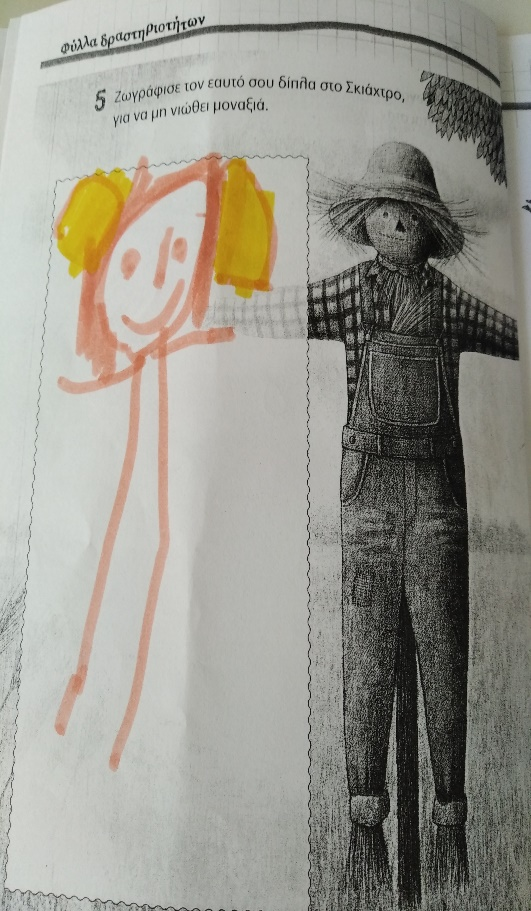 Φύλλα δραστηριοτήτων
5 Ζωγράφισε τον εαυτό σου δίπλα στο Σκιάχτρο,
για να μη νιώθει μοναξιά.